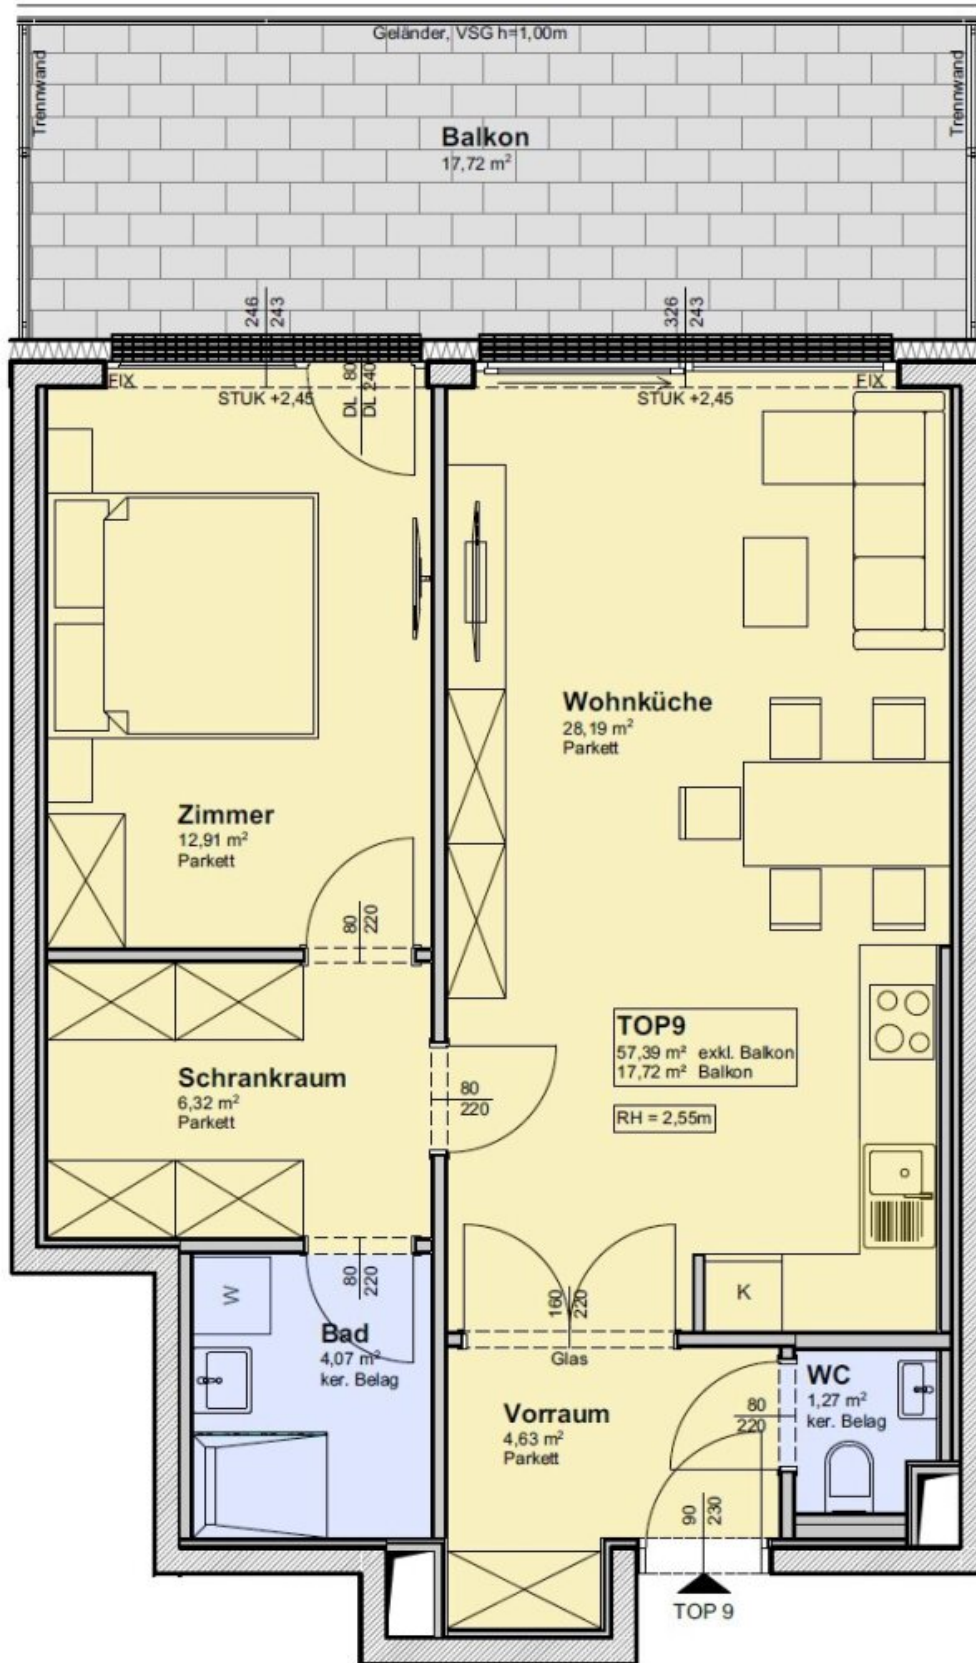 Geländer, VSG h=1,00m
Trennwand
Trennwand
Balkon
17,72 m²
246
243
326
243
FIX
STUK +2,45
DL 80
DL 240
STUK +2,45
FIX
Wohnküche
28,19 m²
Parkett
Zimmer
12,91 m²
Parkett
80
220
TOP9
57,39 m² exkl. Balkon
17,72 m² Balkon
RH = 2,55m
Schrankraum
6,32 m²
Parkett
80
220
80
220
W
Bad
4,07 m²
ker. Belag
160
220
Glas
K
Vorraum
4,63 m²
Parkett
80
220
WC
1,27 m²
ker. Belag
90
230
TOP 9